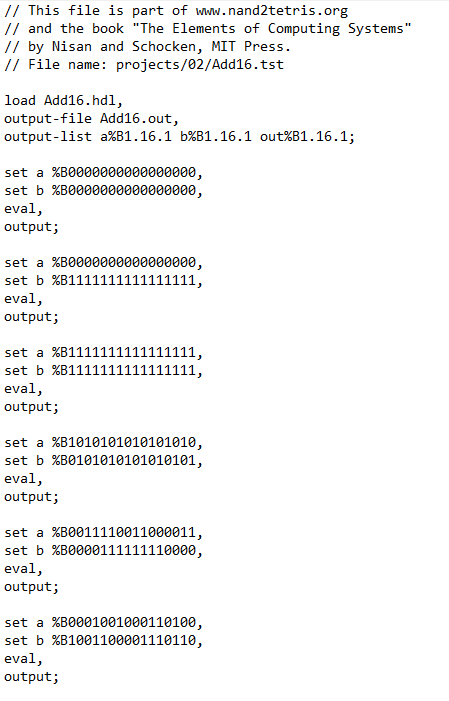 // This file is part of www.nand2tetris.org
// and the book "The Elements of Computing Systems"
// by Nisan and Schocken, MIT Press.
// File name: projects/02/Add16.tst

load Add16.hdl,
output-file Add16.out,
output-list a%B1.16.1 b%B1.16.1 out%B1.16.1;

set a %B0000000000000000,
set b %B0000000000000000,
eval,
output;

set a %B0000000000000000,
set b %B1111111111111111,
eval,
output;

set a %B1111111111111111,
set b %B1111111111111111,
eval,
output;

set a %B1010101010101010,
set b %B0101010101010101,
eval,
output;

set a %B0011110011000011,
set b %B0000111111110000,
eval,
output;

set a %B0001001000110100,
set b %B1001100001110110,
eval,
output;